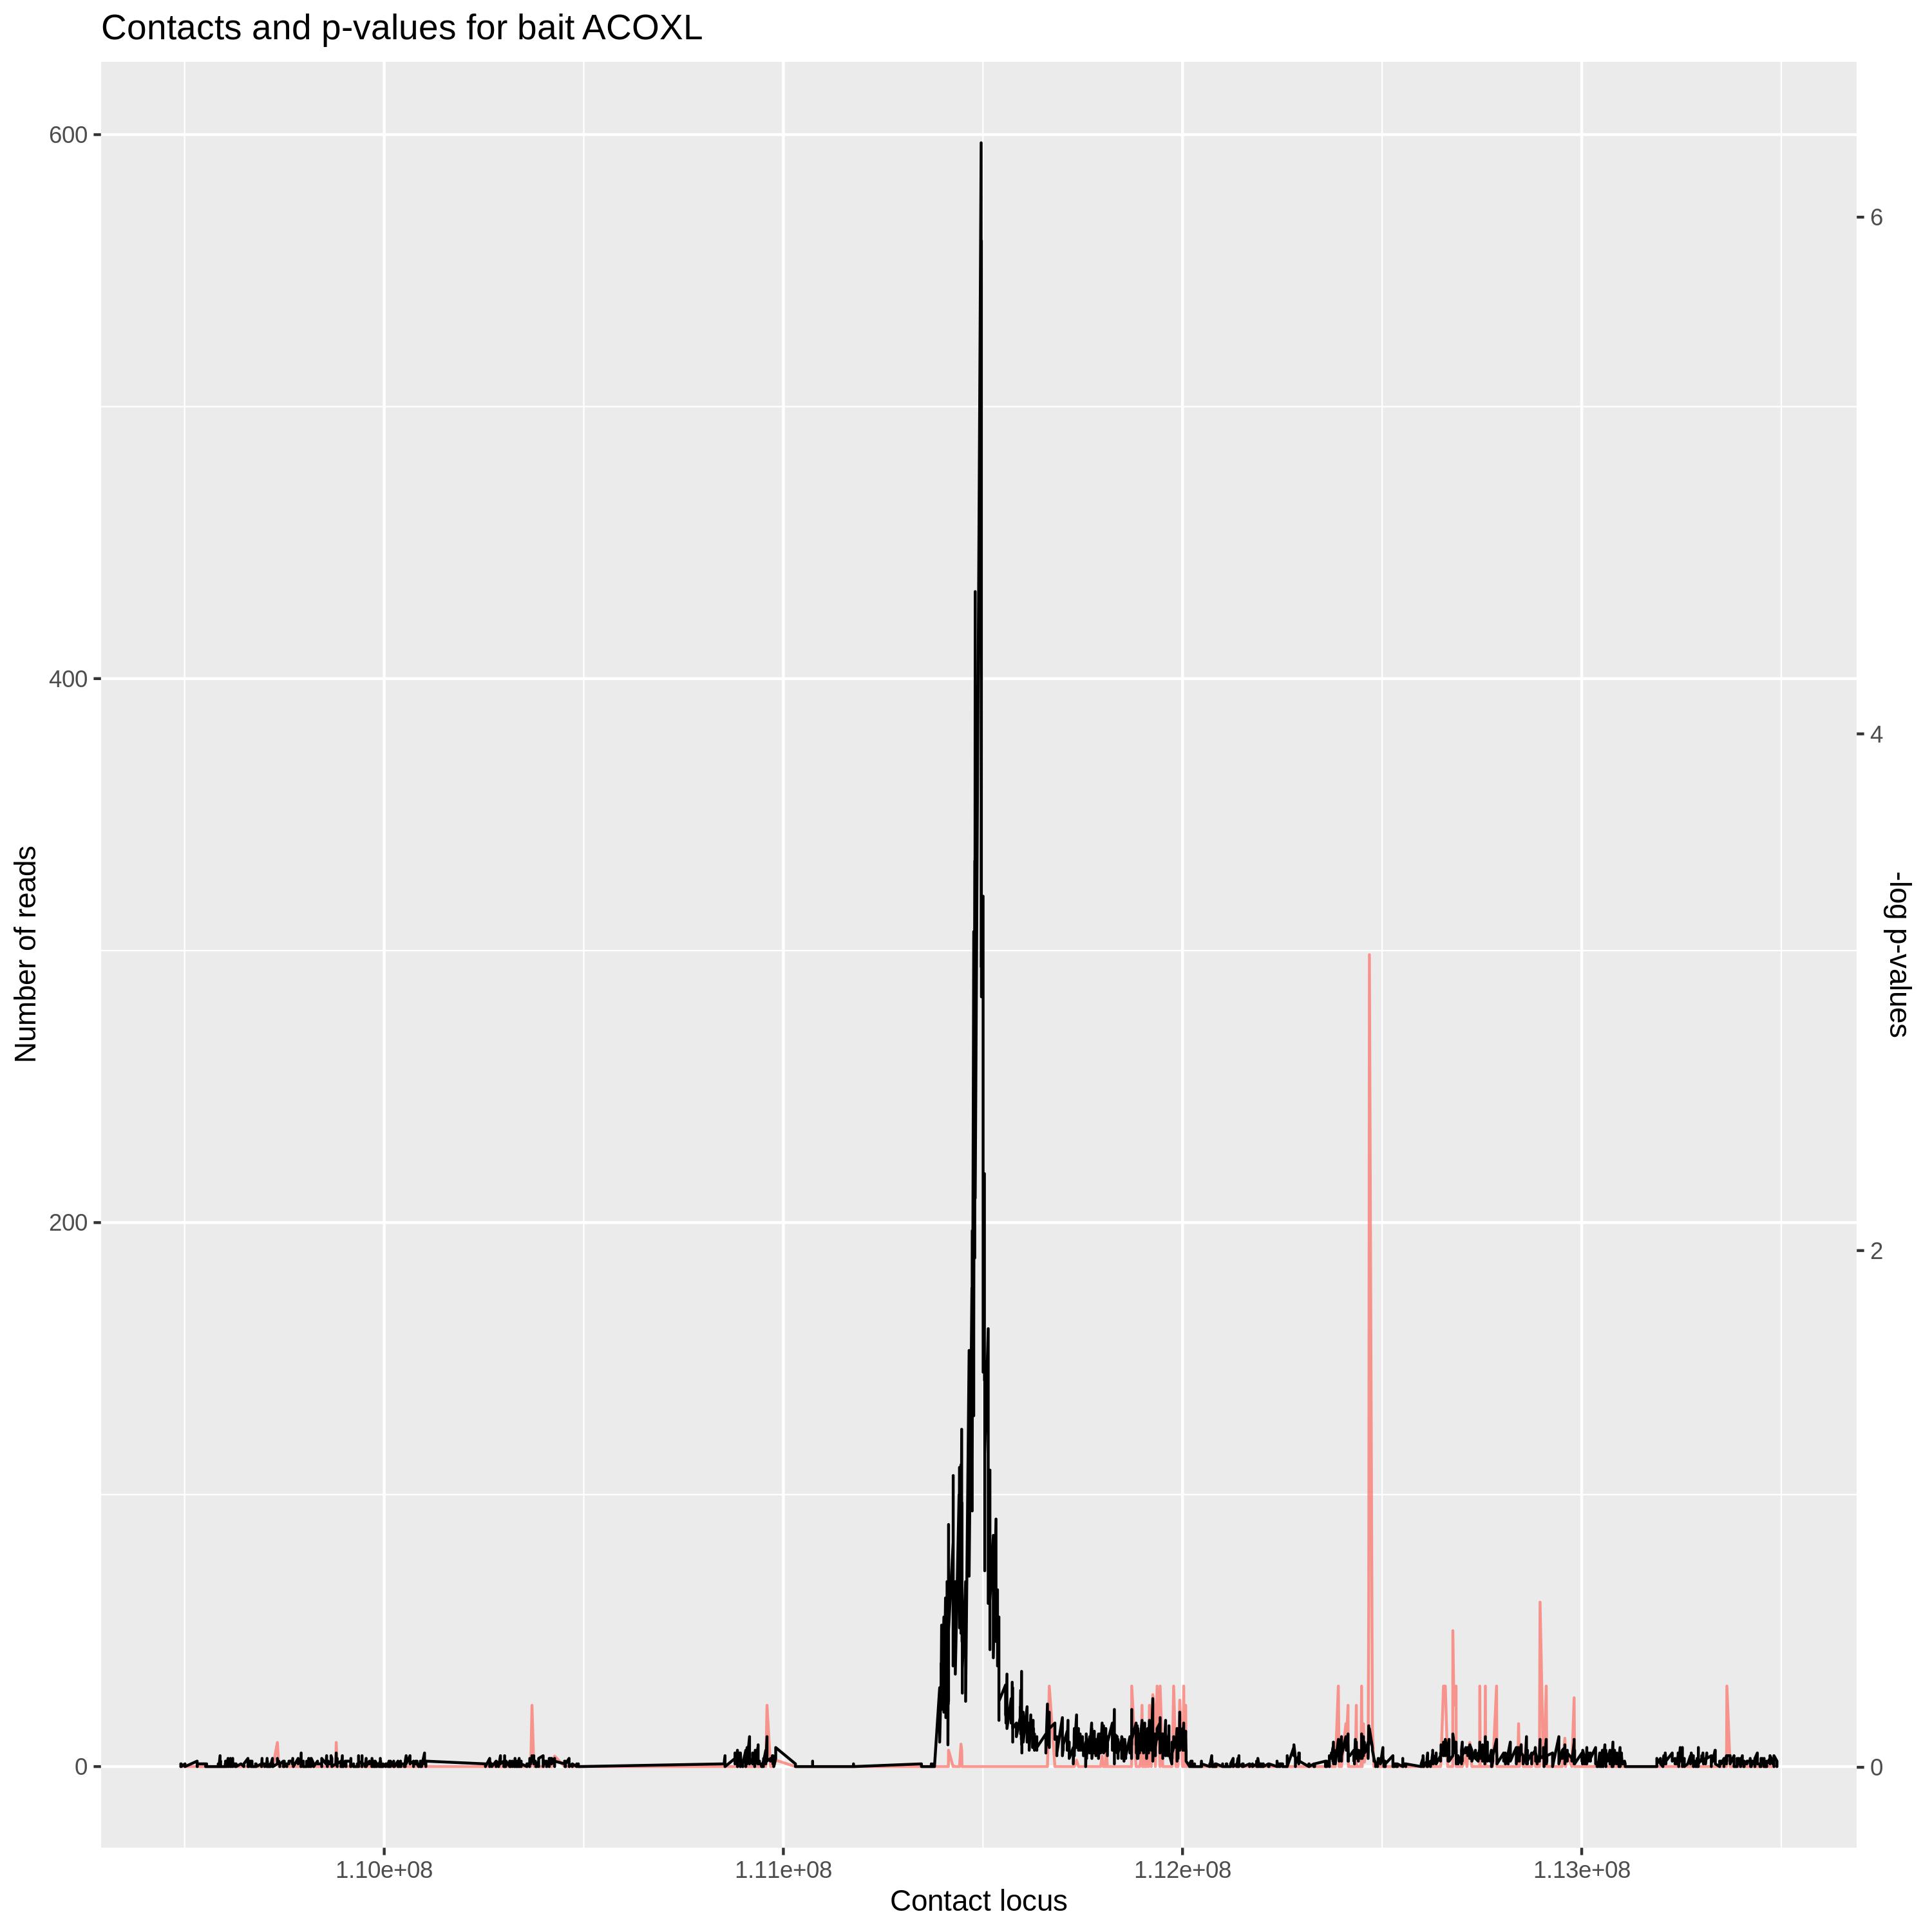 Contacts and p-values for bait ACOXL
600
400
200
0
6
4
2
0
Number of reads
-log p-values
1.10e+08
1.11e+08
1.12e+08
1.13e+08
Contact locus